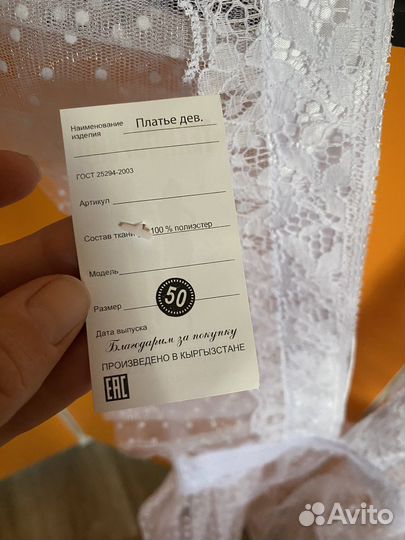 Наименование
изделия Платье дев.
ГОСТ 25294-2003
Артикул
Состав ткани 100 % полиэстер
Модель
Размер 50
Дата выпуска
Благодарим за покупку
ПРОИЗВЕДЕНО В КЫРГЫЗСТАНЕ
EAC
Avito